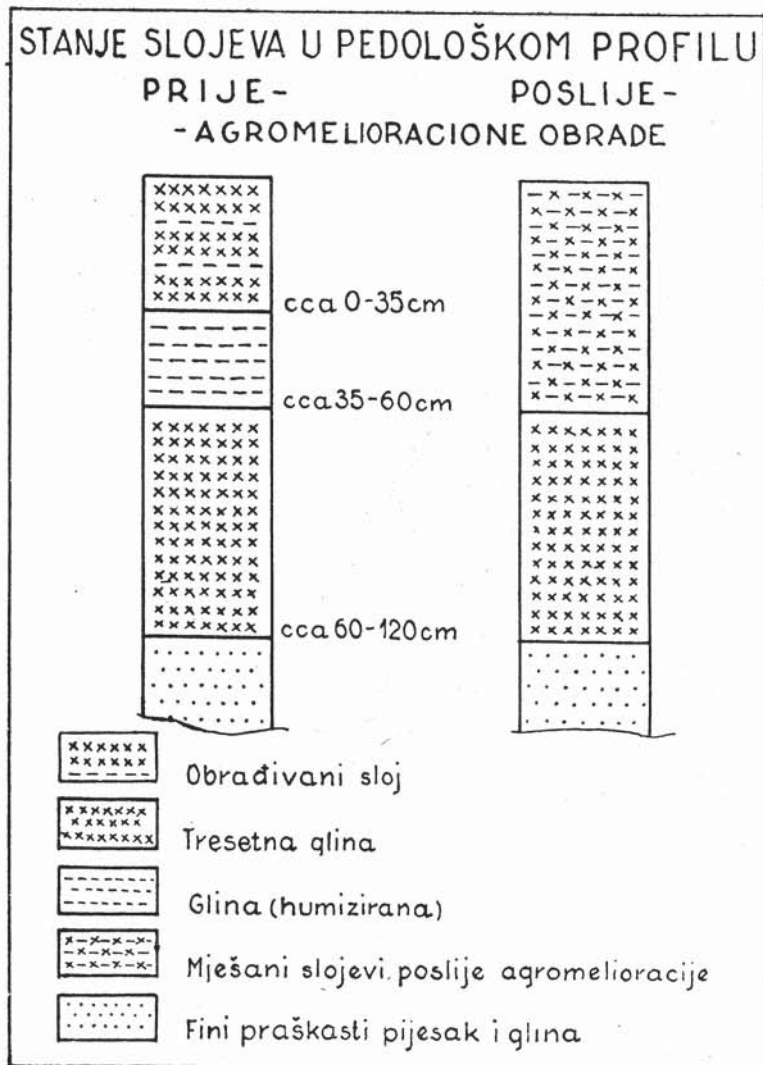 STANJE SLOJEVA U PEDOLOŠKOM PROFILU
PRIJE- POSLIJE-
-AGROMELIORACIONE OBRADE
cca 0-35cm
cca 35-60cm
cca 60-120cm
Obrađivani sloj
Tresetna glina
Glina (humizirana)
Mješani slojevi poslije agromelioracije
Fini praškasti pijesak i glina